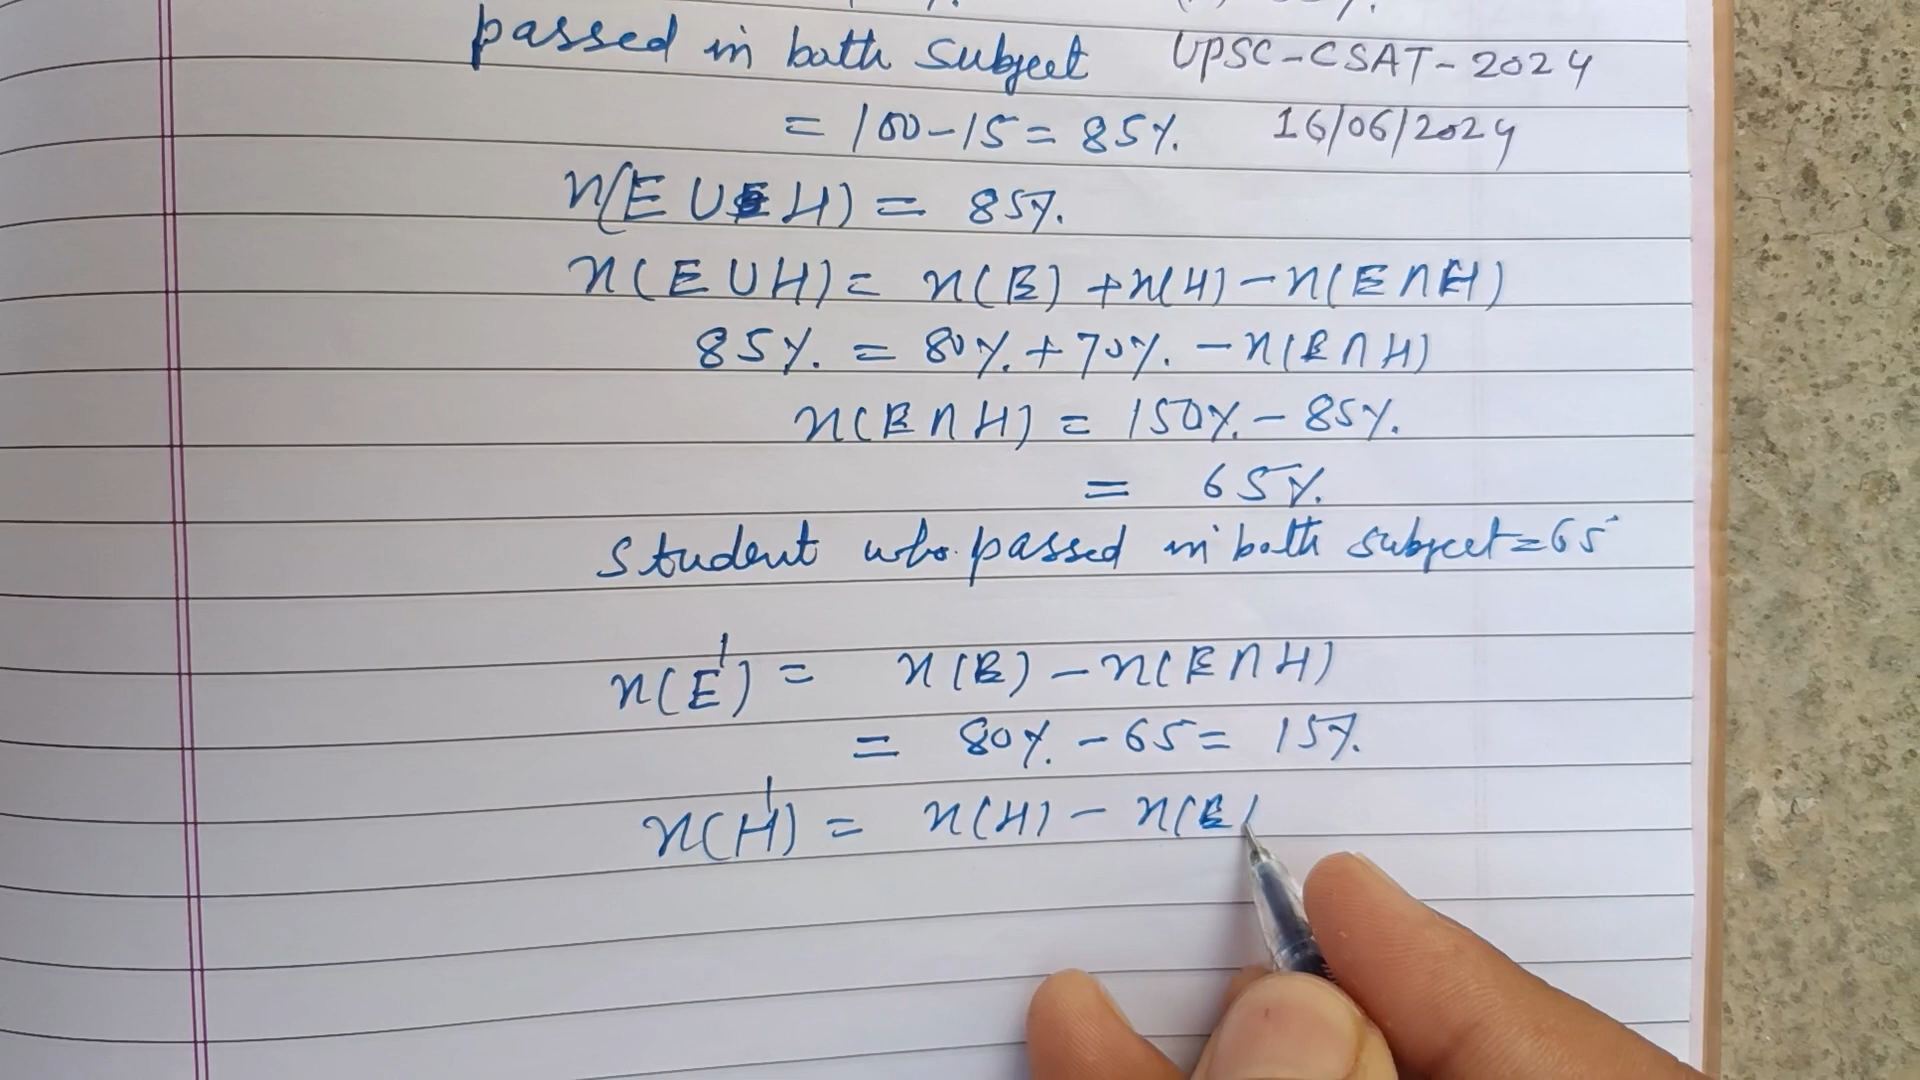 passed in both subject UPSC-CSAT-2024
= 100-15 = 85%. 16/06/2024
n(E ∪ H) = 85%.
n(E ∪ H) = n(E) + n(H) - n(E ∩ H)
85%. = 80%. + 70%. - n(E ∩ H)
n(E ∩ H) = 150%. - 85%.
= 65%.
Student who passed in both subject = 65
n(E') = n(E) - n(E ∩ H)
= 80%. - 65 = 15%.
n(H') = n(H) - n(E